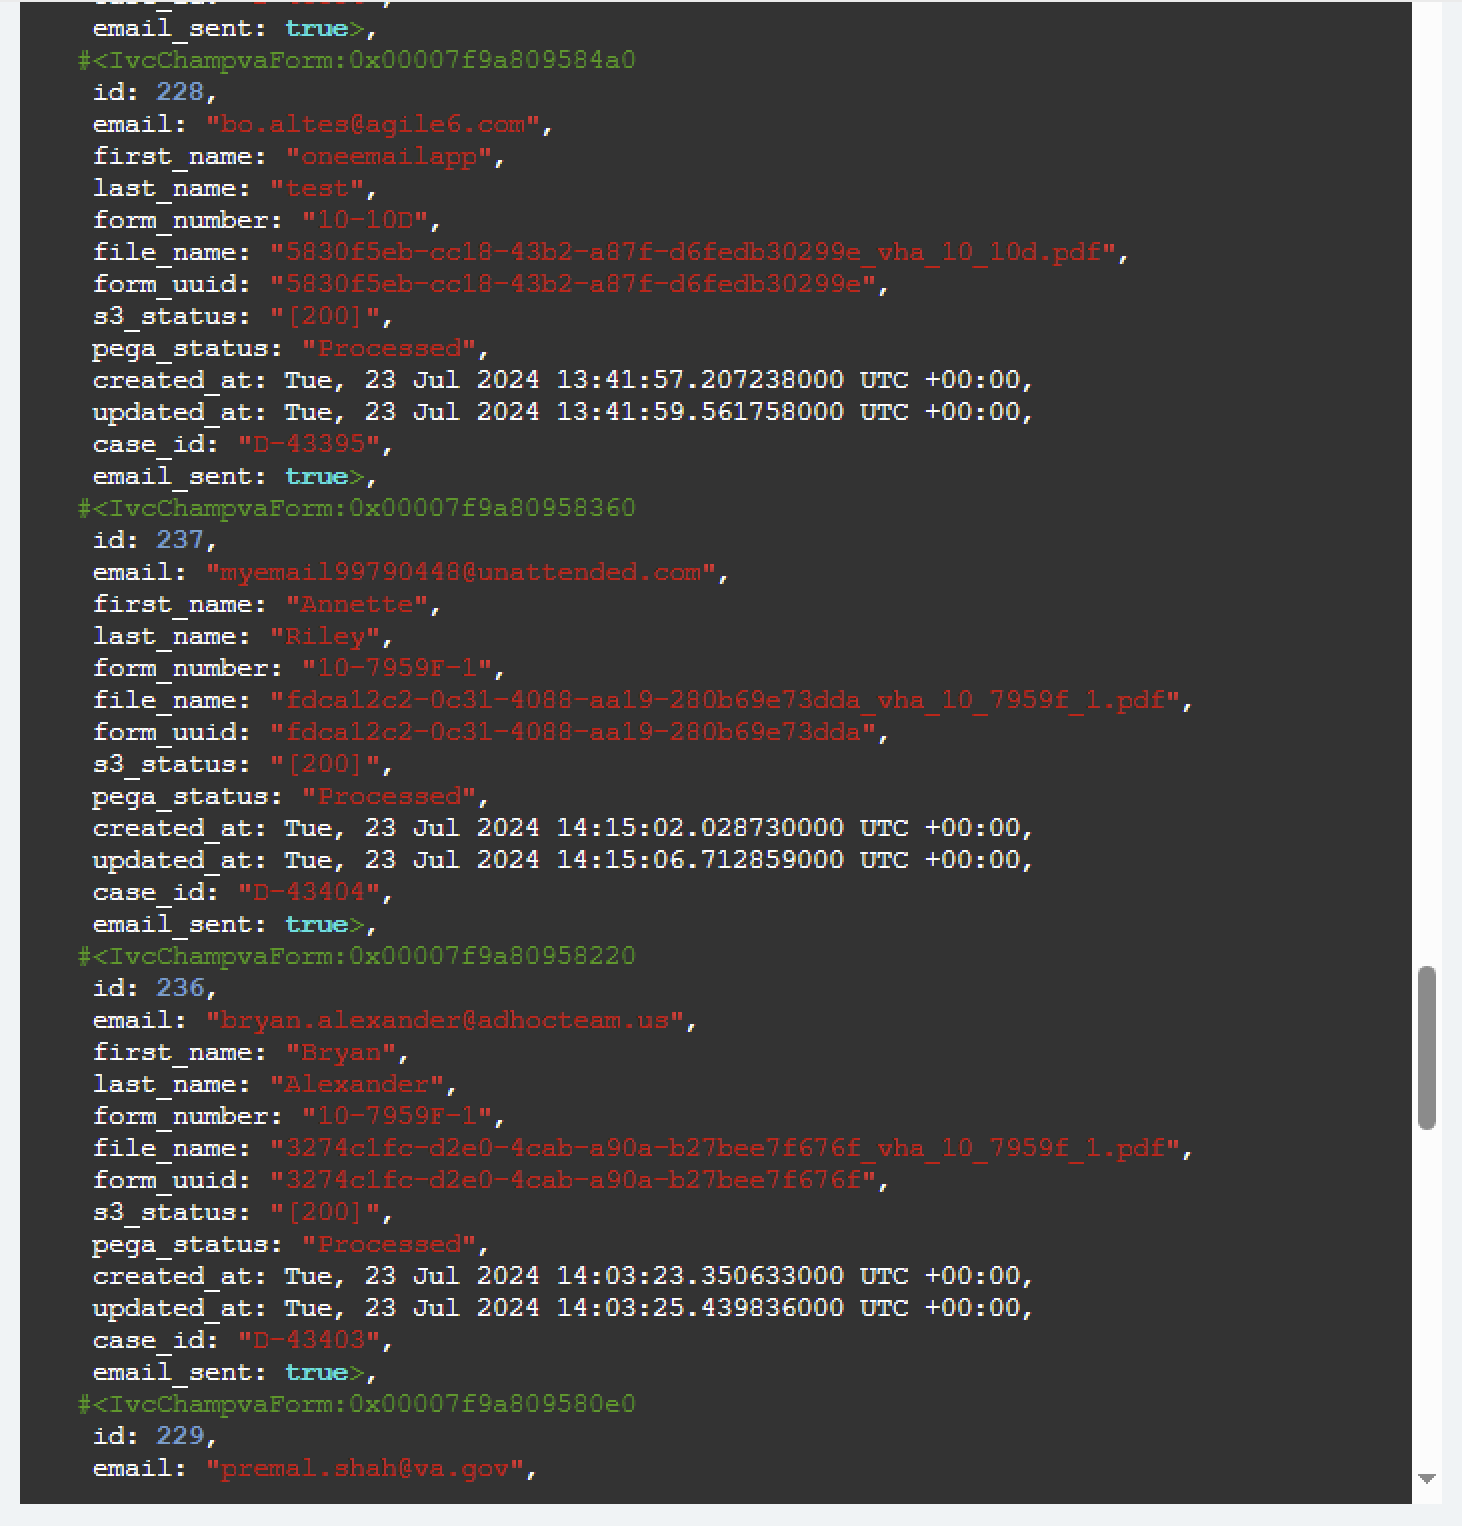 email_sent: true>,
#<IvcChampvaForm:0x00007f9a809584a0
id: 228,
email: "bo.altes@agile6.com",
first_name: "oneemailapp",
last_name: "test",
form_number: "10-10D",
file_name: "5830f5eb-cc18-43b2-a87f-d6fedb30299e_vha_10_10d.pdf",
form_uuid: "5830f5eb-cc18-43b2-a87f-d6fedb30299e",
s3_status: "[200]",
pega_status: "Processed",
created_at: Tue, 23 Jul 2024 13:41:57.207238000 UTC +00:00,
updated_at: Tue, 23 Jul 2024 13:41:59.561758000 UTC +00:00,
case_id: "D-43395",
email_sent: true>,
#<IvcChampvaForm:0x00007f9a80958360
id: 237,
email: "myemail99790448@unattended.com",
first_name: "Annette",
last_name: "Riley",
form_number: "10-7959F-1",
file_name: "fdca12c2-0c31-4088-aa19-280b69e73dda_vha_10_7959f_1.pdf",
form_uuid: "fdca12c2-0c31-4088-aa19-280b69e73dda",
s3_status: "[200]",
pega_status: "Processed",
created_at: Tue, 23 Jul 2024 14:15:02.028730000 UTC +00:00,
updated_at: Tue, 23 Jul 2024 14:15:06.712859000 UTC +00:00,
case_id: "D-43404",
email_sent: true>,
#<IvcChampvaForm:0x00007f9a80958220
id: 236,
email: "bryan.alexander@adhocteam.us",
first_name: "Bryan",
last_name: "Alexander",
form_number: "10-7959F-1",
file_name: "3274c1fc-d2e0-4cab-a90a-b27bee7f676f_vha_10_7959f_1.pdf",
form_uuid: "3274c1fc-d2e0-4cab-a90a-b27bee7f676f",
s3_status: "[200]",
pega_status: "Processed",
created_at: Tue, 23 Jul 2024 14:03:23.350633000 UTC +00:00,
updated_at: Tue, 23 Jul 2024 14:03:25.439836000 UTC +00:00,
case_id: "D-43403",
email_sent: true>,
#<IvcChampvaForm:0x00007f9a809580e0
id: 229,
email: "premal.shah@va.gov",